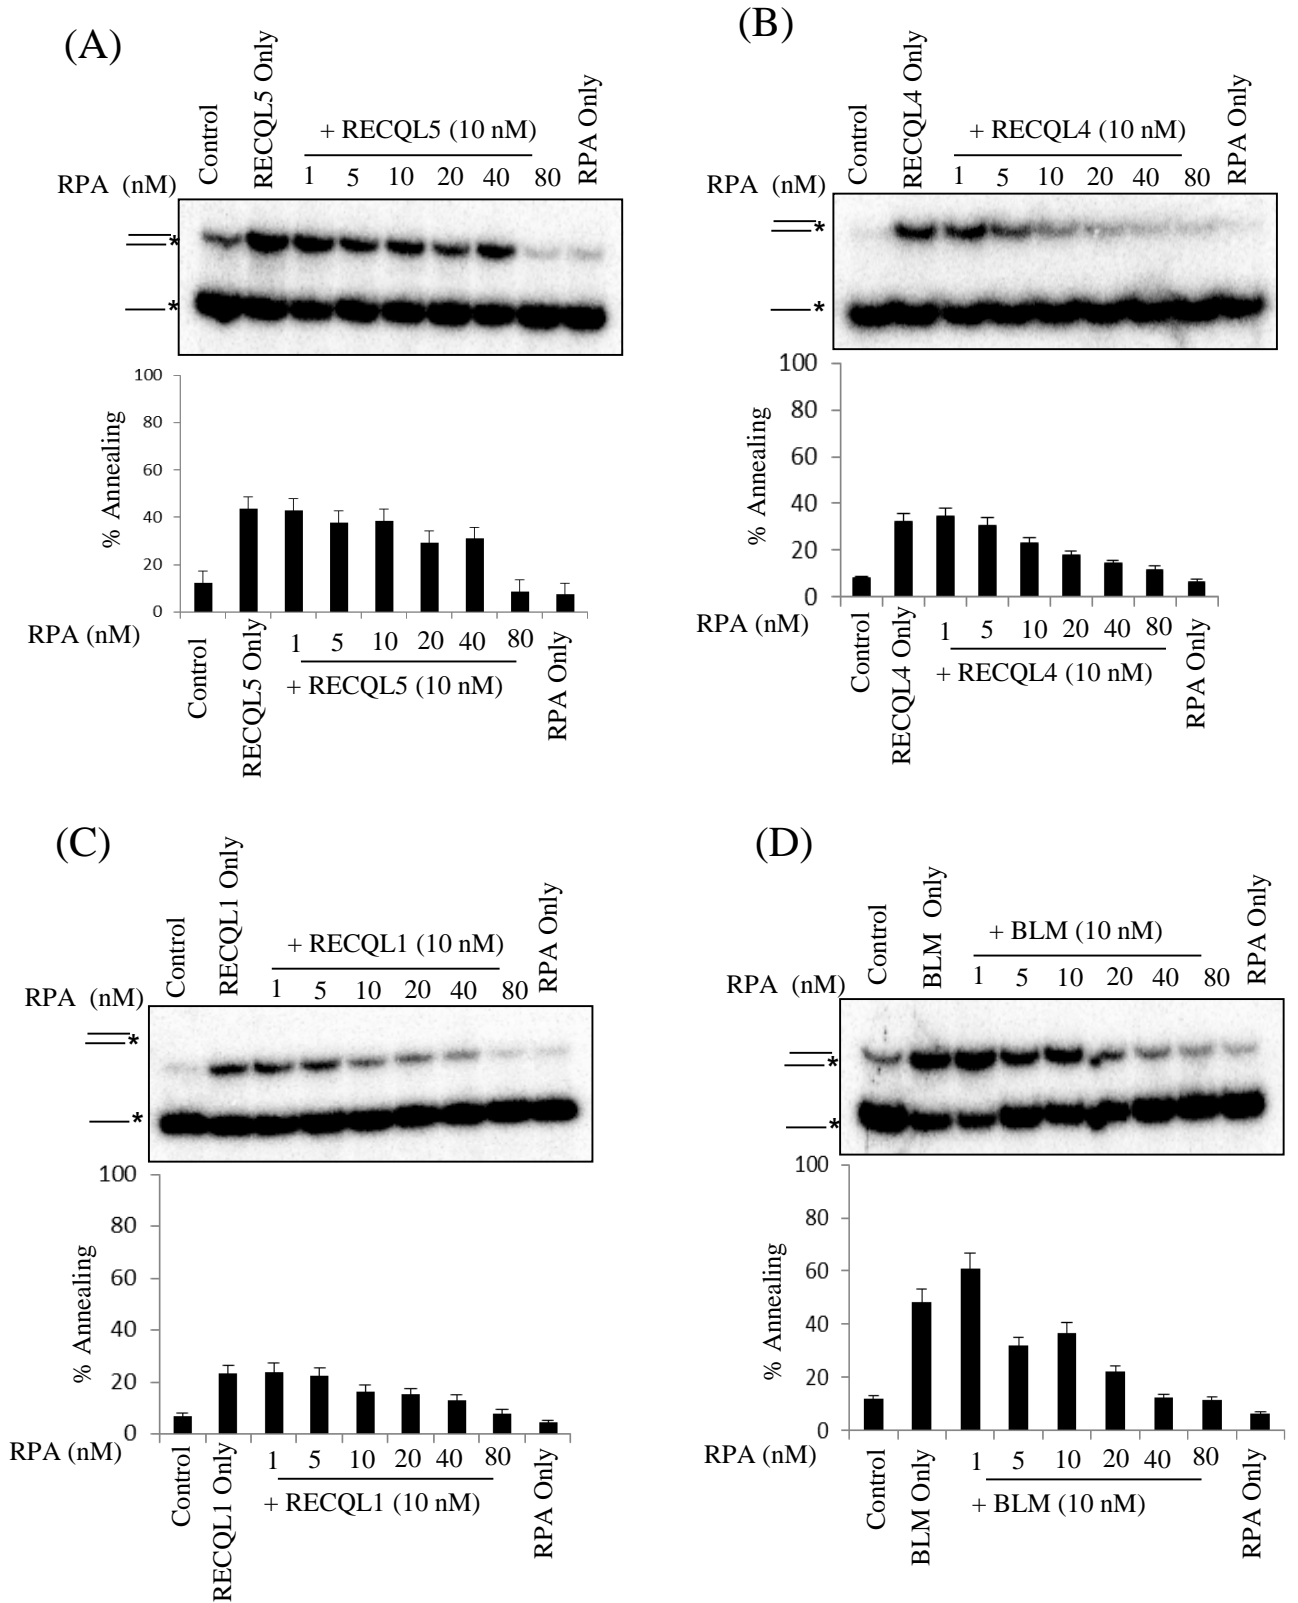 (A)
Control
RECQL5 Only
+ RECQL5 (10 nM)
RPA Only
RPA (nM)
1 5 10 20 40 80
*
*
100
80
60
40
20
0
% Annealing
RPA (nM)
1 5 10 20 40 80
Control
RECQL5 Only
+ RECQL5 (10 nM)
RPA Only
(B)
Control
RECQL4 Only
+ RECQL4 (10 nM)
RPA Only
RPA (nM)
1 5 10 20 40 80
*
*
100
80
60
40
20
0
% Annealing
RPA (nM)
1 5 10 20 40 80
Control
RECQL4 Only
+ RECQL4 (10 nM)
RPA Only
(C)
Control
RECQL1 Only
+ RECQL1 (10 nM)
RPA Only
RPA (nM)
1 5 10 20 40 80
*
*
100
80
60
40
20
0
% Annealing
RPA (nM)
1 5 10 20 40 80
Control
RECQL1 Only
+ RECQL1 (10 nM)
RPA Only
(D)
Control
BLM Only
+ BLM (10 nM)
RPA Only
RPA (nM)
1 5 10 20 40 80
*
*
100
80
60
40
20
0
% Annealing
RPA (nM)
1 5 10 20 40 80
Control
BLM Only
+ BLM (10 nM)
RPA Only